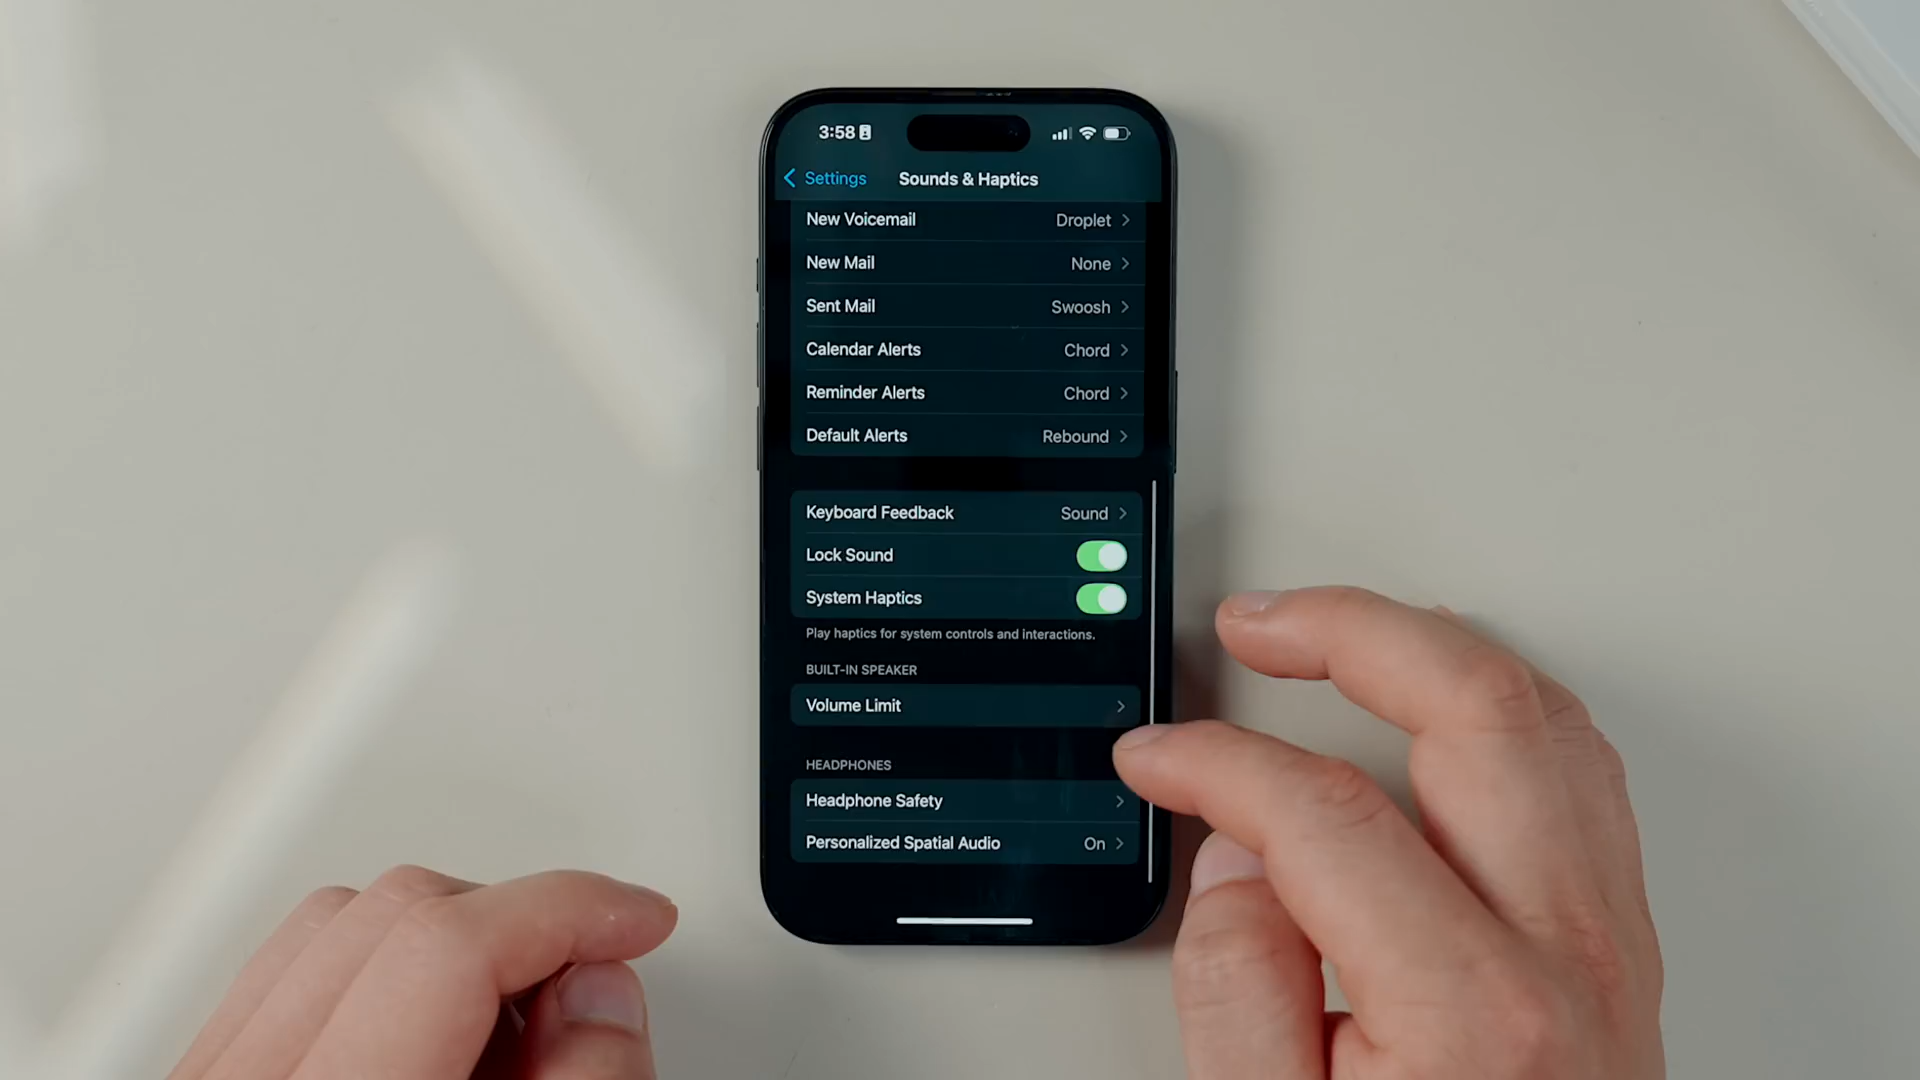 3:58
Settings
Sounds & Haptics
New Voicemail Droplet
New Mail None
Sent Mail Swoosh
Calendar Alerts Chord
Reminder Alerts Chord
Default Alerts Rebound
Keyboard Feedback Sound
Lock Sound
System Haptics
Play haptics for system controls and interactions.
BUILT-IN SPEAKER
Volume Limit
HEADPHONES
Headphone Safety
Personalized Spatial Audio On